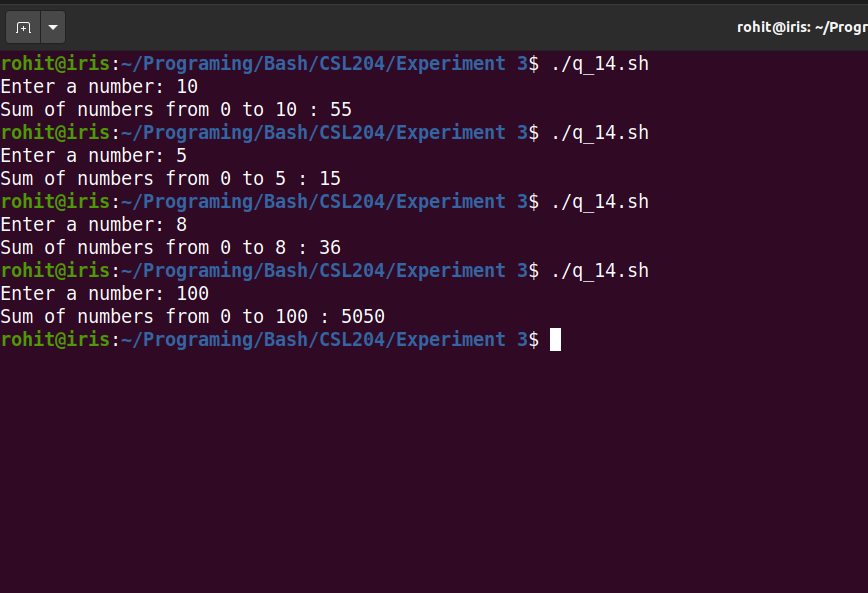 rohit@iris: ~/Progr
rohit@iris:~/Programing/Bash/CSL204/Experiment 3$ ./q_14.sh
Enter a number: 10
Sum of numbers from 0 to 10 : 55
rohit@iris:~/Programing/Bash/CSL204/Experiment 3$ ./q_14.sh
Enter a number: 5
Sum of numbers from 0 to 5 : 15
rohit@iris:~/Programing/Bash/CSL204/Experiment 3$ ./q_14.sh
Enter a number: 8
Sum of numbers from 0 to 8 : 36
rohit@iris:~/Programing/Bash/CSL204/Experiment 3$ ./q_14.sh
Enter a number: 100
Sum of numbers from 0 to 100 : 5050
rohit@iris:~/Programing/Bash/CSL204/Experiment 3$